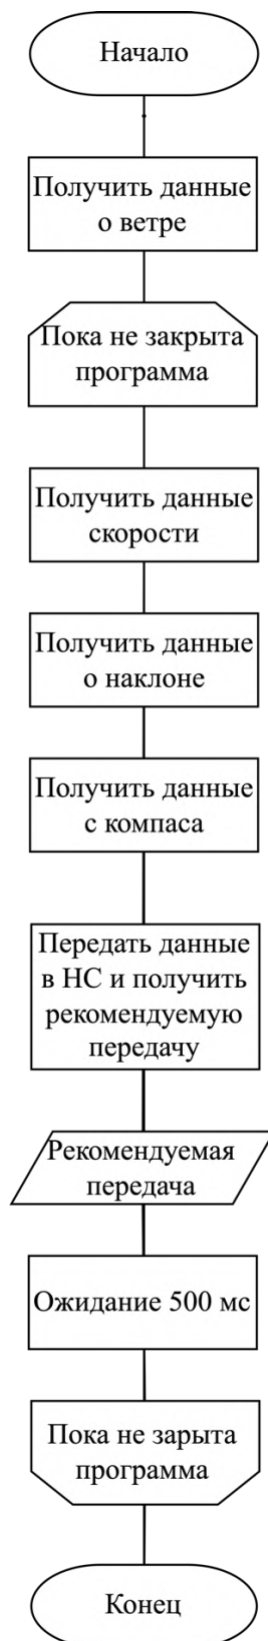 Начало
Получить данные
о ветре
Пока не закрыта
программа
Получить данные
скорости
Получить данные
о наклоне
Получить данные
с компаса
Передать данные
в НС и получить
рекомендуемую
передачу
Рекомендуемая
передача
Ожидание 500 мс
Пока не зарыта
программа
Конец